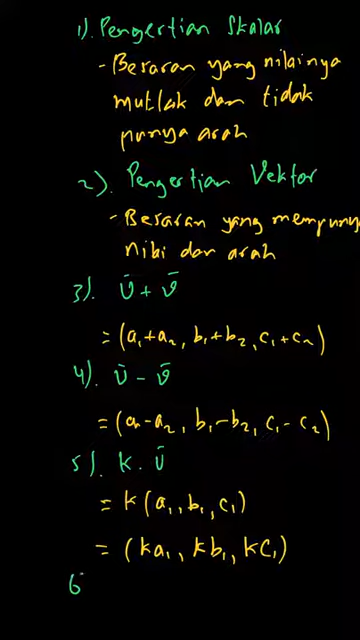 1). Pengertian Skalar
- Besaran yang nilainya
mutlak dan tidak
punya arah
2). Pengertian Vektor
- Besaran yang mempunya
nilai dan arah
3). ū + v̄
= (a₁+a₂, b₁+b₂, c₁+c₂)
4). ū - v̄
= (a₁-a₂, b₁-b₂, c₁-c₂)
5). k. ū
= k(a₁, b₁, c₁)
= (ka₁, kb₁, kc₁)
6